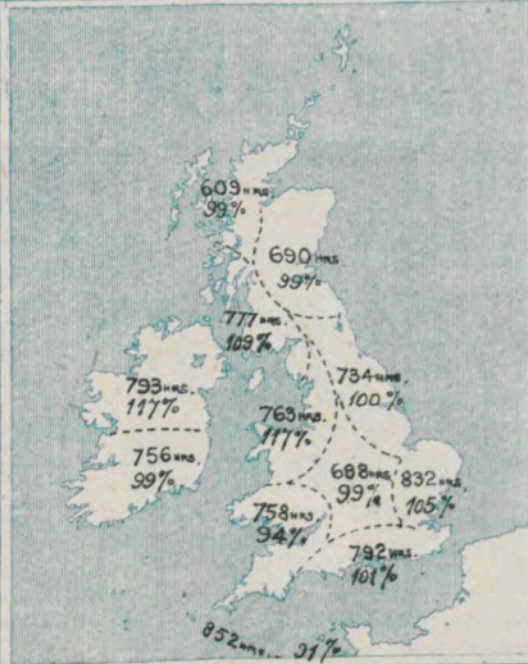 609 HRS.
99%
690 HRS
99%
777 HRS.
109%
793 HRS.
117%
734 HRS.
100%
763 HRS.
117%
756 HRS.
99%
688 HRS.
99%
832 HRS.
105%
758 HRS
94%
792 HRS.
101%
852 HRS. 91%